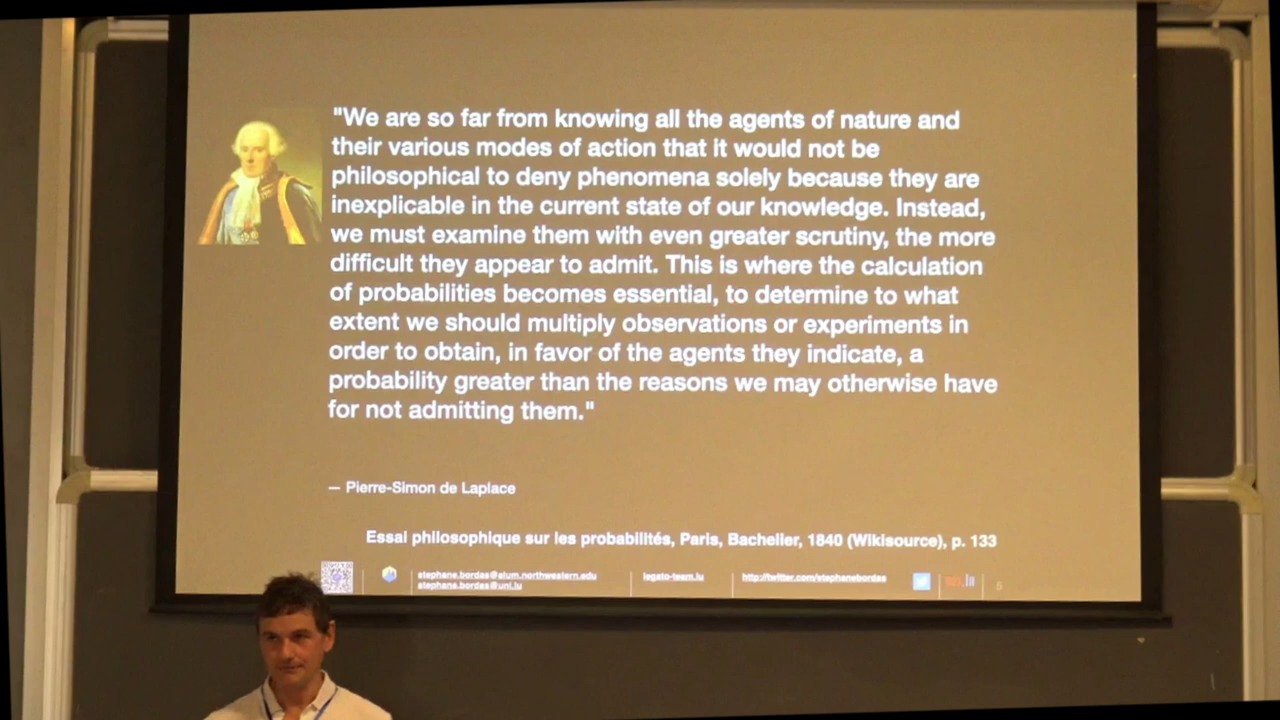 "We are so far from knowing all the agents of nature and
their various modes of action that it would not be
philosophical to deny phenomena solely because they are
inexplicable in the current state of our knowledge. Instead,
we must examine them with even greater scrutiny, the more
difficult they appear to admit. This is where the calculation
of probabilities becomes essential, to determine to what
extent we should multiply observations or experiments in
order to obtain, in favor of the agents they indicate, a
probability greater than the reasons we may otherwise have
for not admitting them."
— Pierre-Simon de Laplace
Essai philosophique sur les probabilités, Paris, Bachelier, 1840 (Wikisource), p. 133
stephane.bordas@alum.northwestern.edu
stephane.bordas@uni.lu
legato-team.lu
http://twitter.com/stephanebordas